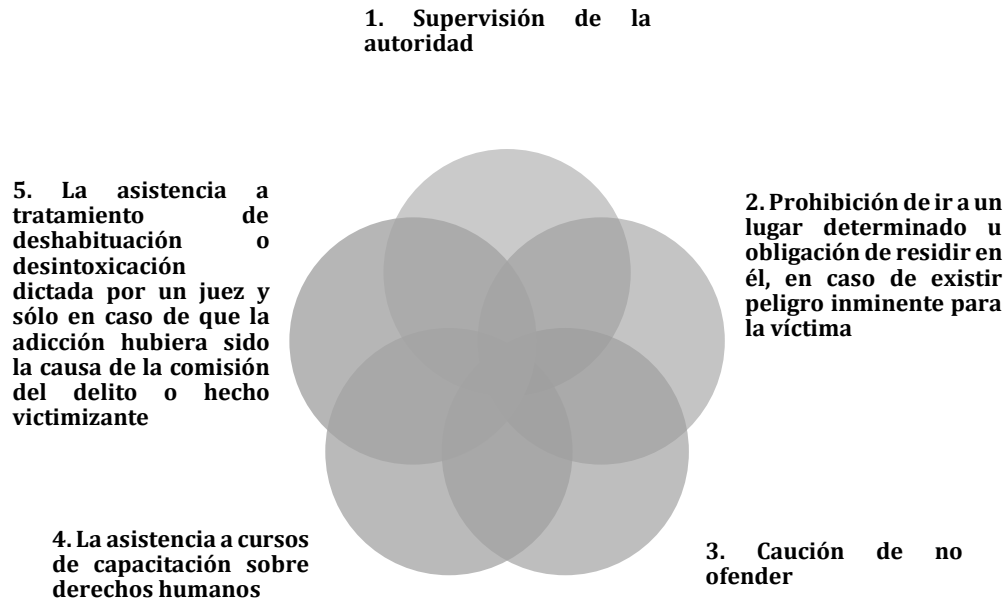 1. Supervisión de la
autoridad
2. Prohibición de ir a un
lugar determinado u
obligación de residir en
él, en caso de existir
peligro inminente para
la víctima
3. Caución de no
ofender
4. La asistencia a cursos
de capacitación sobre
derechos humanos
5. La asistencia a
tratamiento de
deshabituación o
desintoxicación
dictada por un juez y
sólo en caso de que la
adicción hubiera sido
la causa de la comisión
del delito o hecho
victimizante